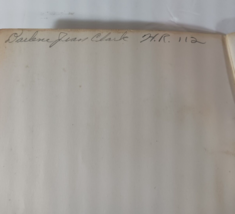 Darlene Jean Clark H.R. 112